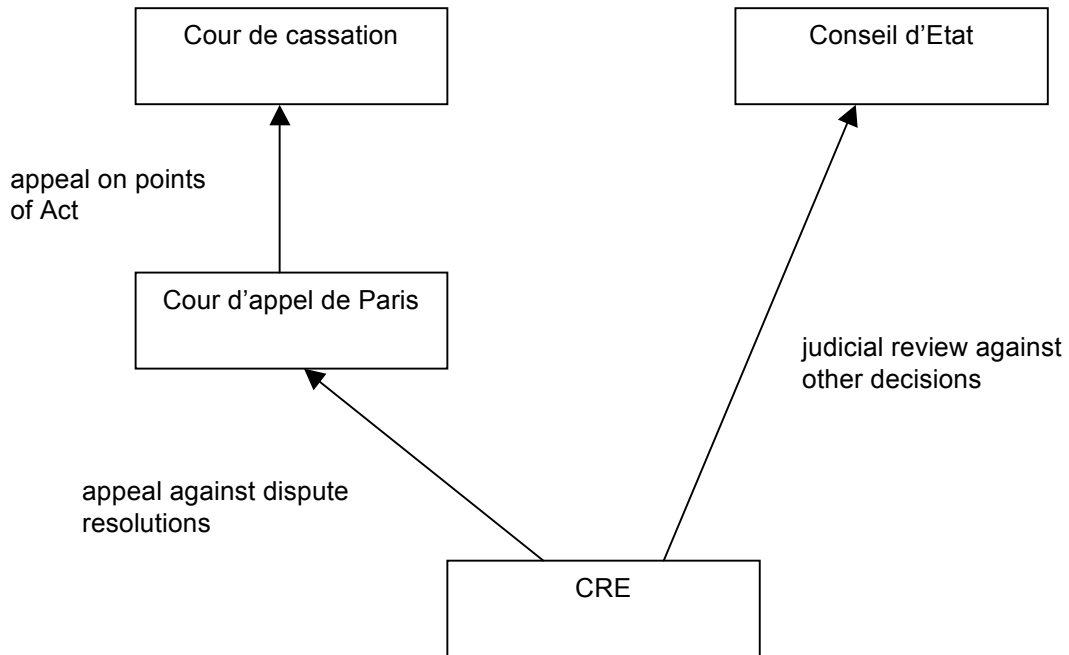 Cour de cassation
Conseil d'Etat
appeal on points
of Act
Cour d'appel de Paris
judicial review against
other decisions
appeal against dispute
resolutions
CRE